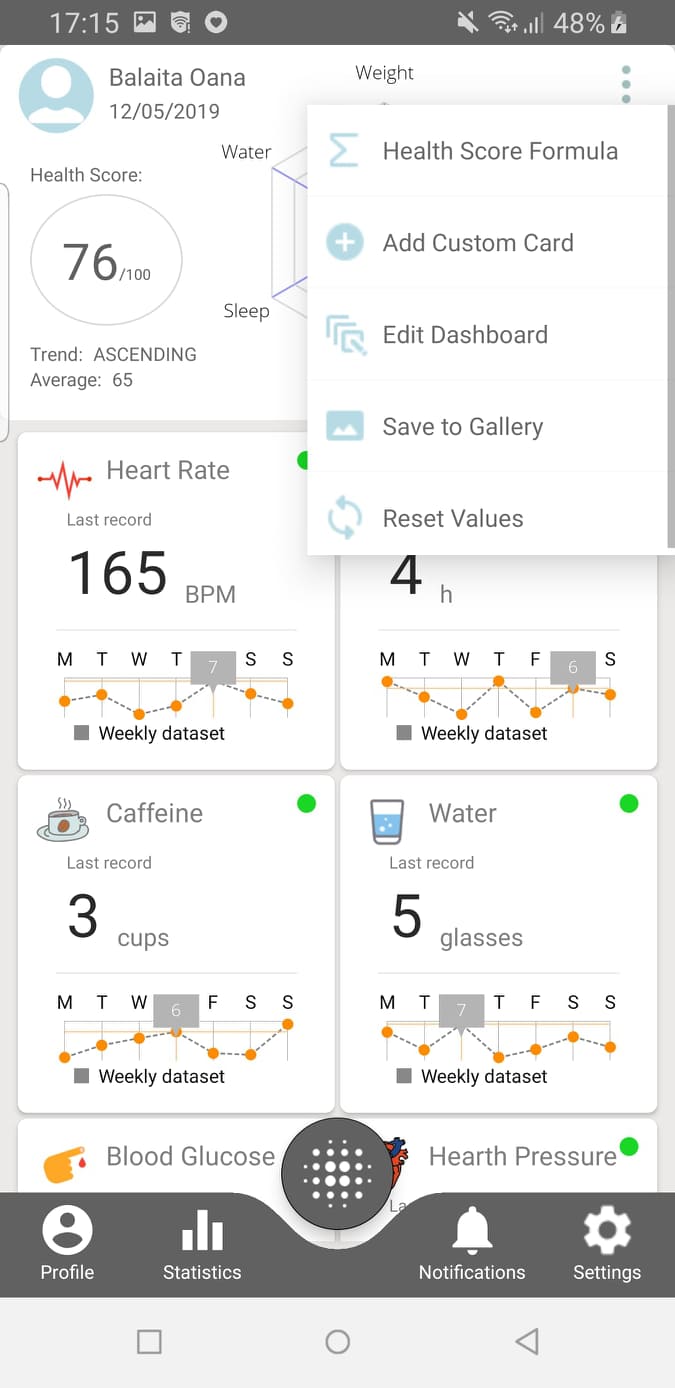 17:15
48%
Balaita Oana
12/05/2019
Weight
Water
Health Score:
76/100
Sleep
Trend: ASCENDING
Average: 65
Health Score Formula
Add Custom Card
Edit Dashboard
Save to Gallery
Reset Values
Heart Rate
Last record
165 BPM
M T W T 7 S S
Weekly dataset
4 h
M T W T F 6 S
Weekly dataset
Caffeine
Last record
3 cups
M T W 6 F S S
Weekly dataset
Water
Last record
5 glasses
M T 7 T F S S
Weekly dataset
Blood Glucose
Hearth Pressure
La
Profile
Statistics
Notifications
Settings